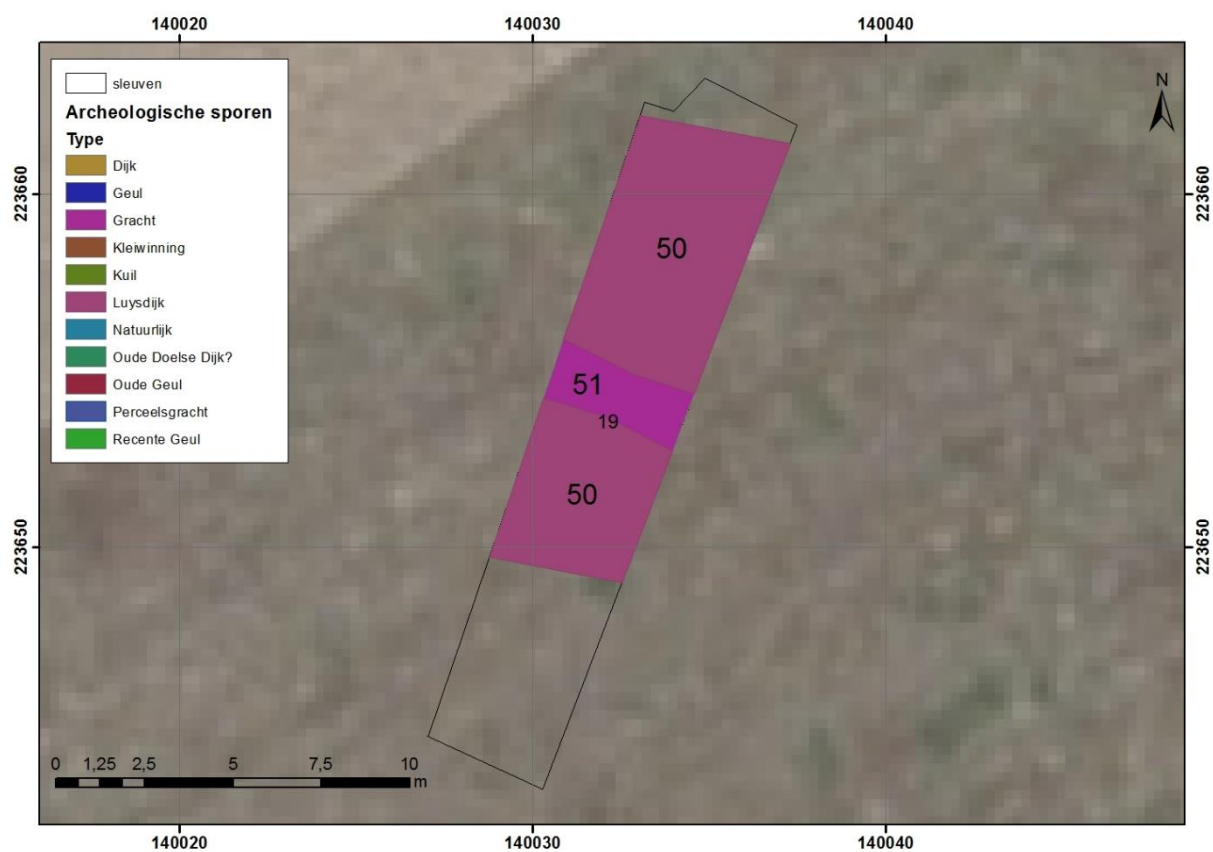 140020 140030 140040
sleuven
Archeologische sporen
Type
Dijk
Geul
Gracht
Kleiwinning
Kuil
Luysdijk
Natuurlijk
Oude Doelse Dijk?
Oude Geul
Perceelsgracht
Recente Geul
N
223660 223660
50
51
19
50
223650 223650
0 1,25 2,5 5 7,5 10
m
140020 140030 140040